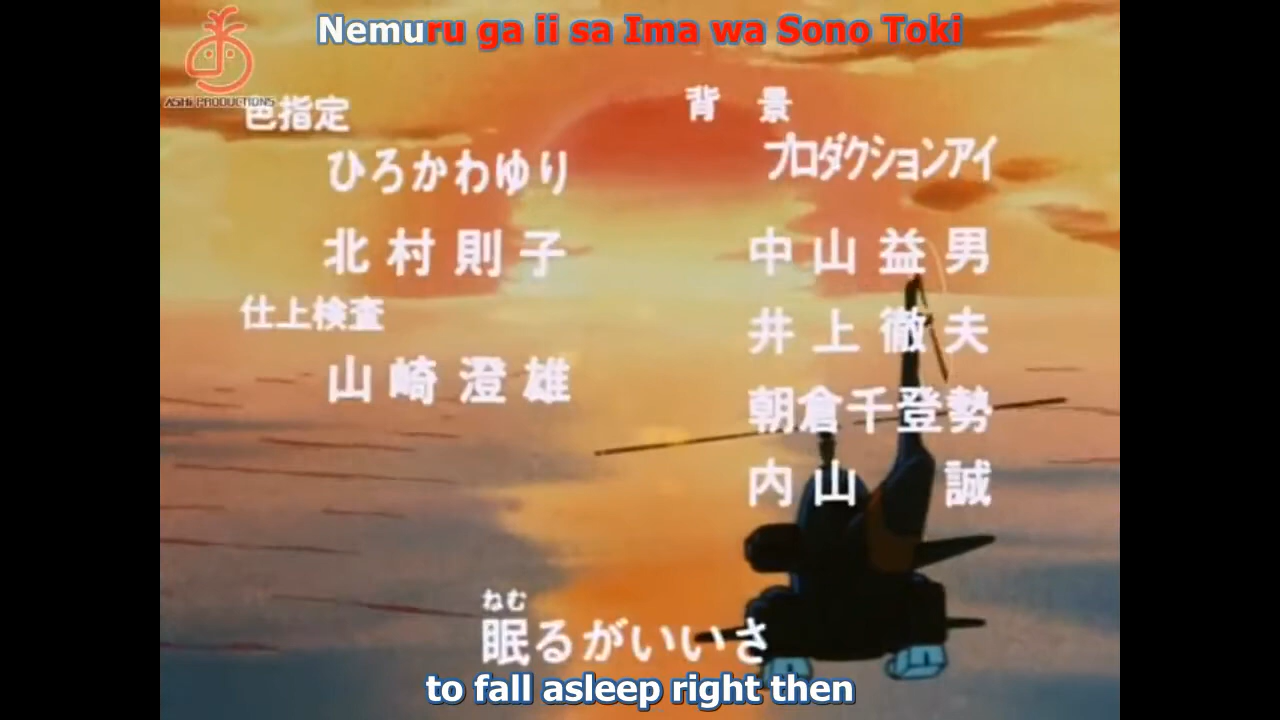 Nemuru ga ii sa Ima wa Sono Toki
ASHI PRODUCTIONS
色指定
ひろかわゆり
北村則子
仕上検査
山崎澄雄
背景
プロダクションアイ
中山益男
井上徹夫
朝倉千登勢
内山誠
ねむ
眠るがいいさ
to fall asleep right then